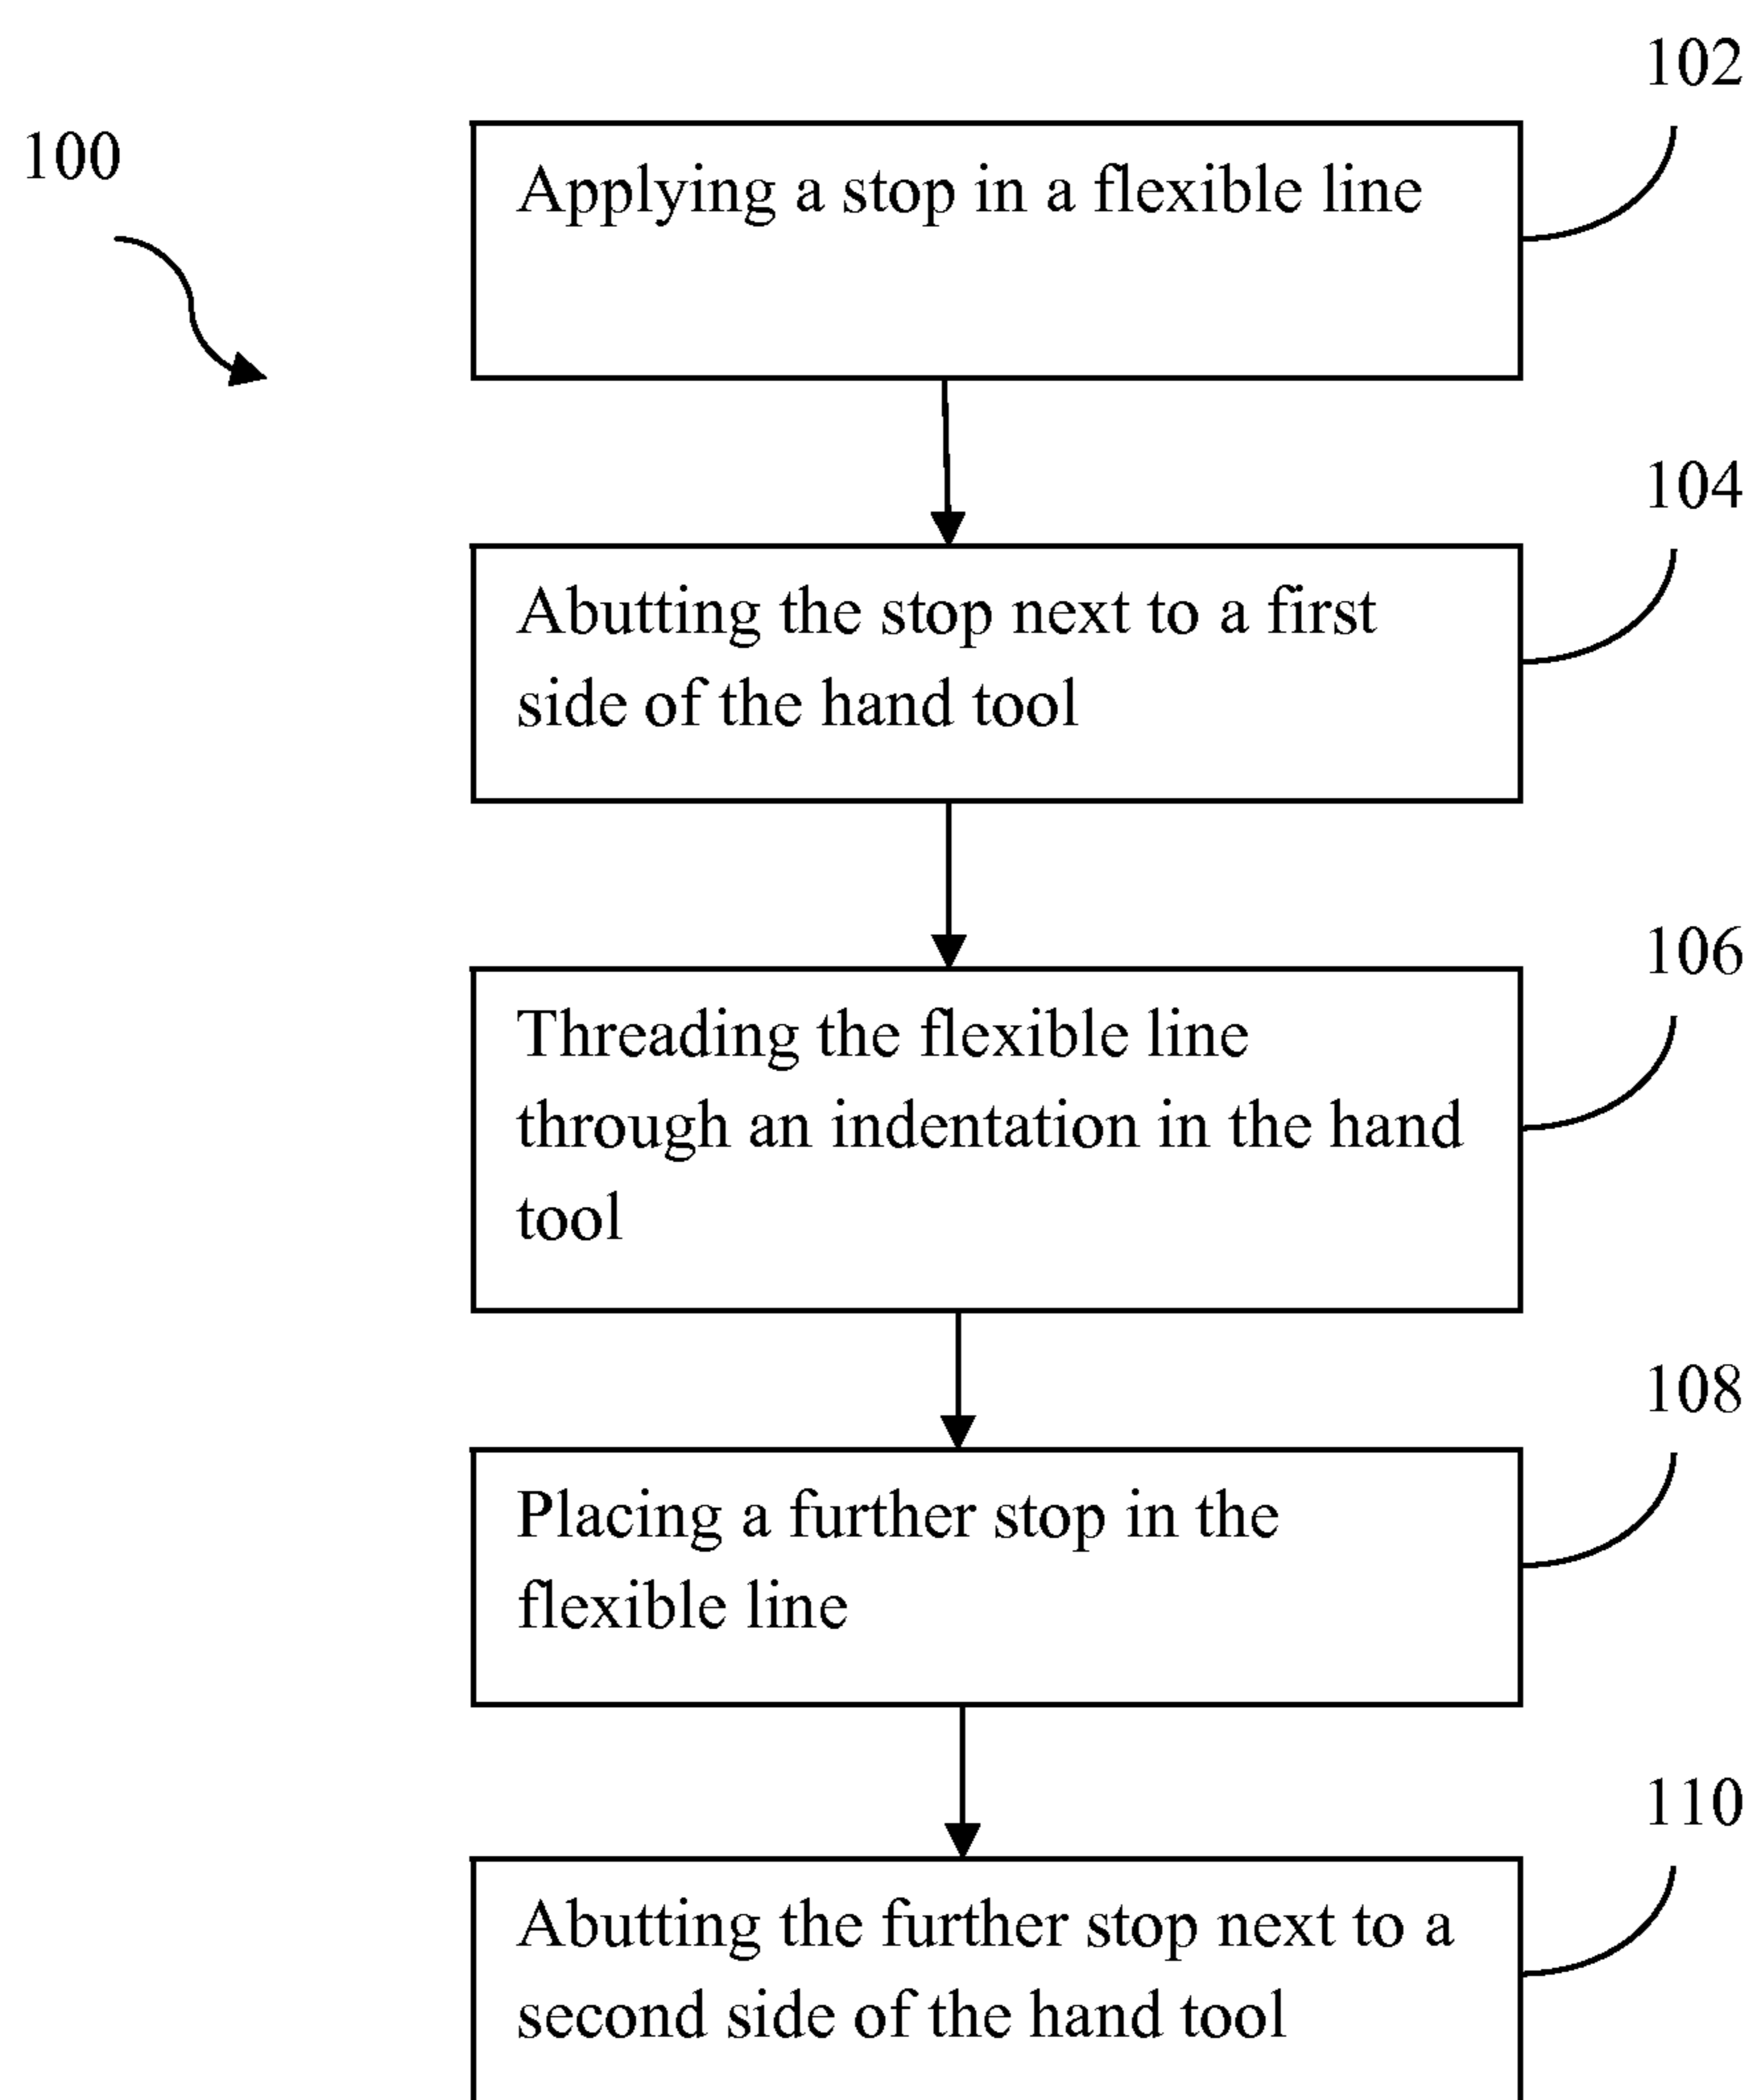 102
100
Applying a stop in a flexible line
104
Abutting the stop next to a first
side of the hand tool
106
Threading the flexible line
through an indentation in the hand
tool
108
Placing a further stop in the
flexible line
110
Abutting the further stop next to a
second side of the hand tool